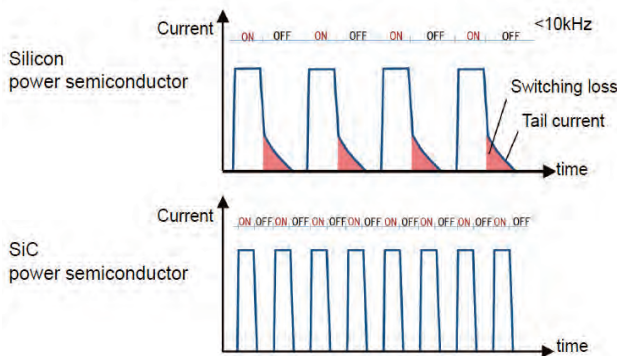 Current
ON OFF ON OFF ON OFF ON OFF
<10kHz
Silicon
power semiconductor
Switching loss
Tail current
time
Current
ON OFF ON OFF ON OFF ON OFF ON OFF ON OFF ON OFF ON OFF
SiC
power semiconductor
time